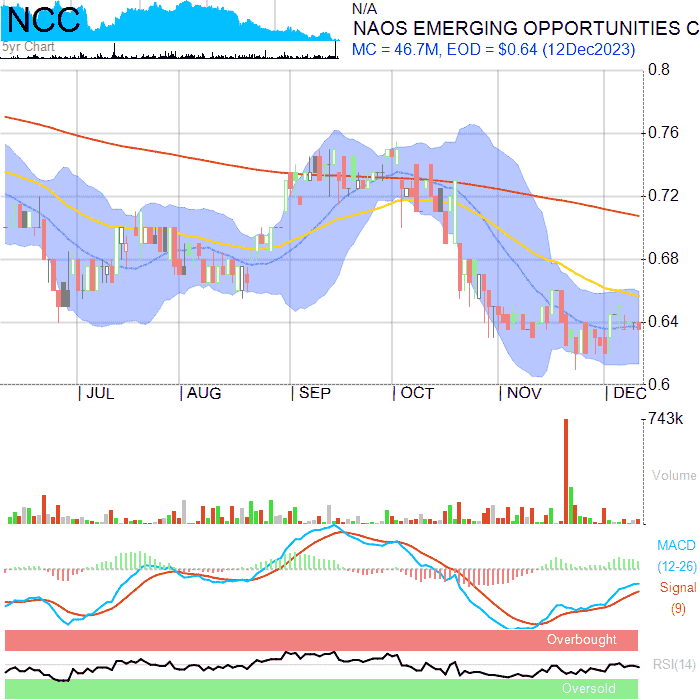 NCC
5yr Chart
N/A
NAOS EMERGING OPPORTUNITIES C
MC = 46.7M, EOD = $0.64 (12Dec2023)
0.8
0.76
0.72
0.68
0.64
0.6
JUL AUG SEP OCT NOV DEC
743k
Volume
MACD
(12-26)
Signal
(9)
Overbought
RSI(14)
Oversold